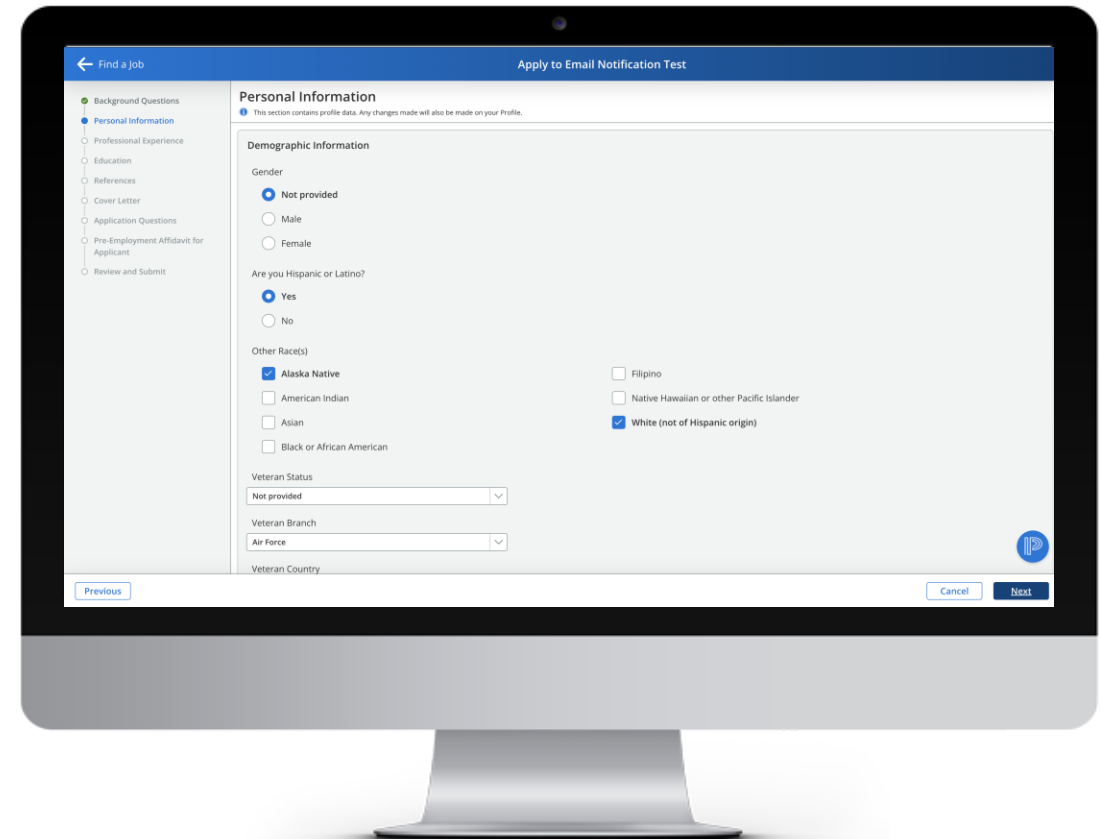 Find a Job
Apply to Email Notification Test
Background Questions
Personal Information
Professional Experience
Education
References
Cover Letter
Application Questions
Pre-Employment Affidavit for
Applicant
Review and Submit
Personal Information
This section contains profile data. Any changes made will also be made on your Profile.
Demographic Information
Gender
Not provided
Male
Female
Are you Hispanic or Latino?
Yes
No
Other Race(s)
Alaska Native
American Indian
Asian
Black or African American
Filipino
Native Hawaiian or other Pacific Islander
White (not of Hispanic origin)
Veteran Status
Not provided
Veteran Branch
Air Force
Veteran Country
Previous
Cancel
Next